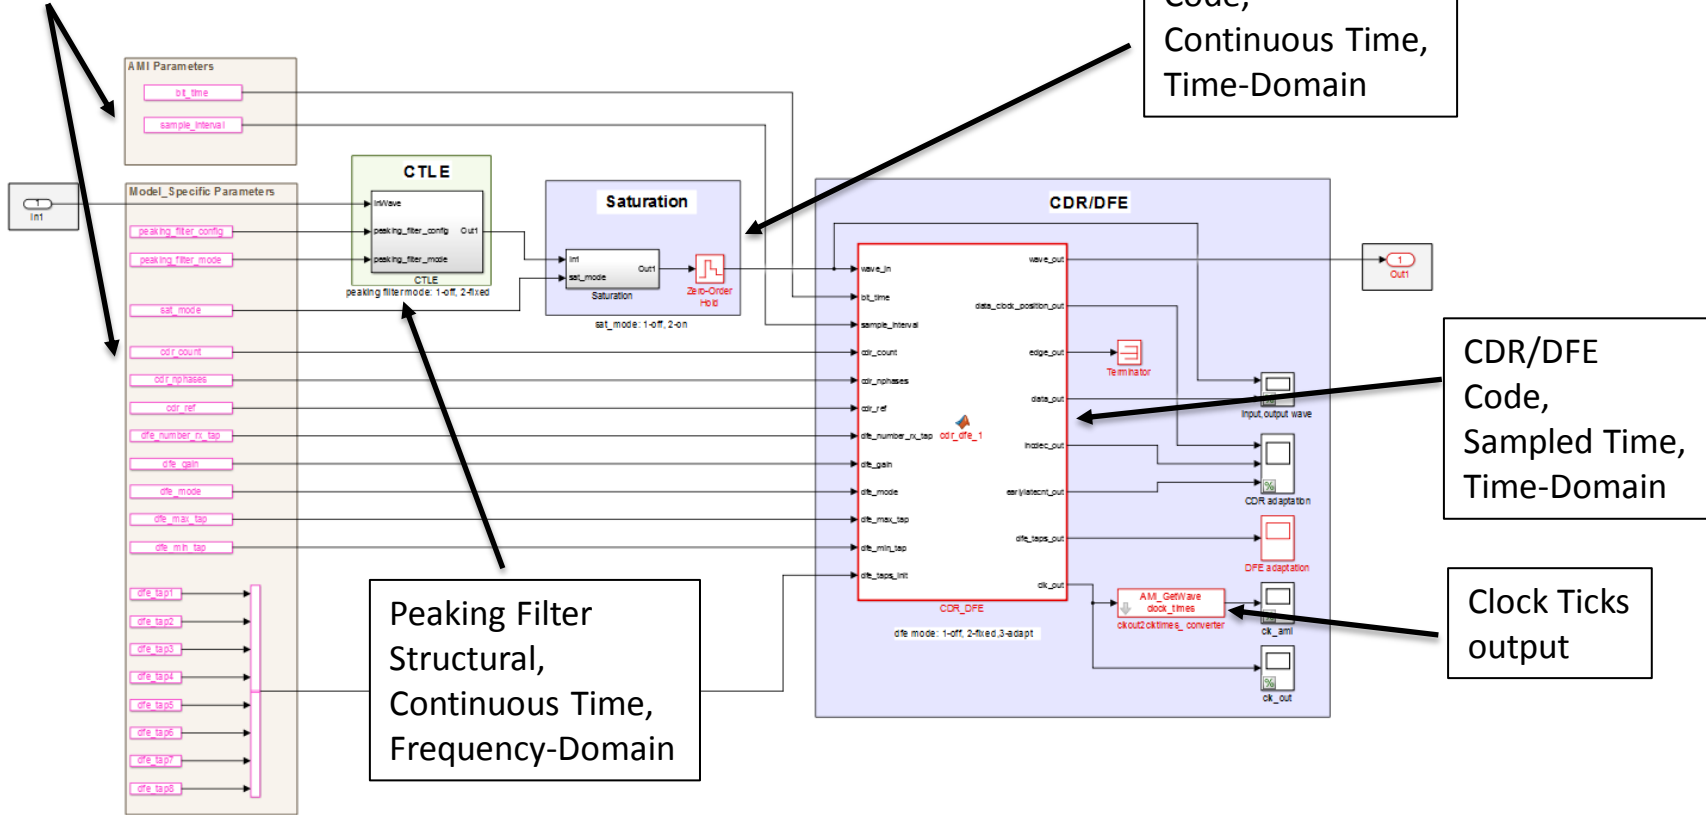 Code,
Continuous Time,
Time-Domain
AMI Parameters
bit_time
sample_interval
Model_Specific Parameters
1
In1
peaking_filter_config
peaking_filter_mode
sat_mode
cdr_count
cdr_nphases
cdr_ref
dfe_number_rx_tap
dfe_gain
dfe_mode
dfe_max_tap
dfe_min_tap
dfe_tap1
dfe_tap2
dfe_tap3
dfe_tap4
dfe_tap5
dfe_tap6
dfe_tap7
dfe_tap8
CTLE
InWave
peaking_filter_config
Out1
peaking_filter_mode
CTLE
peaking filter mode: 1-off, 2-fixed
Saturation
In1
Out1
sat_mode
Saturation
Zero-Order
Hold
sat_mode: 1-off, 2-on
CDR/DFE
wave_in
bit_time
sample_interval
cdr_count
cdr_nphases
cdr_ref
dfe_number_rx_tap
dfe_gain
dfe_mode
dfe_max_tap
dfe_min_tap
dfe_taps_init
cdr_dfe_1
wave_out
data_clock_position_out
edge_out
data_out
incdec_out
earlylatecnt_out
dfe_taps_out
clk_out
CDR_DFE
dfe mode: 1-off, 2-fixed,3-adapt
Terminator
1
Out1
input,output wave
%
CDR adaptation
DFE adaptation
AMI_GetWave
clock_times
clkout2cktimes_ converter
clk_ami
%
clk_out
CDR/DFE
Code,
Sampled Time,
Time-Domain
Clock Ticks
output
Peaking Filter
Structural,
Continuous Time,
Frequency-Domain